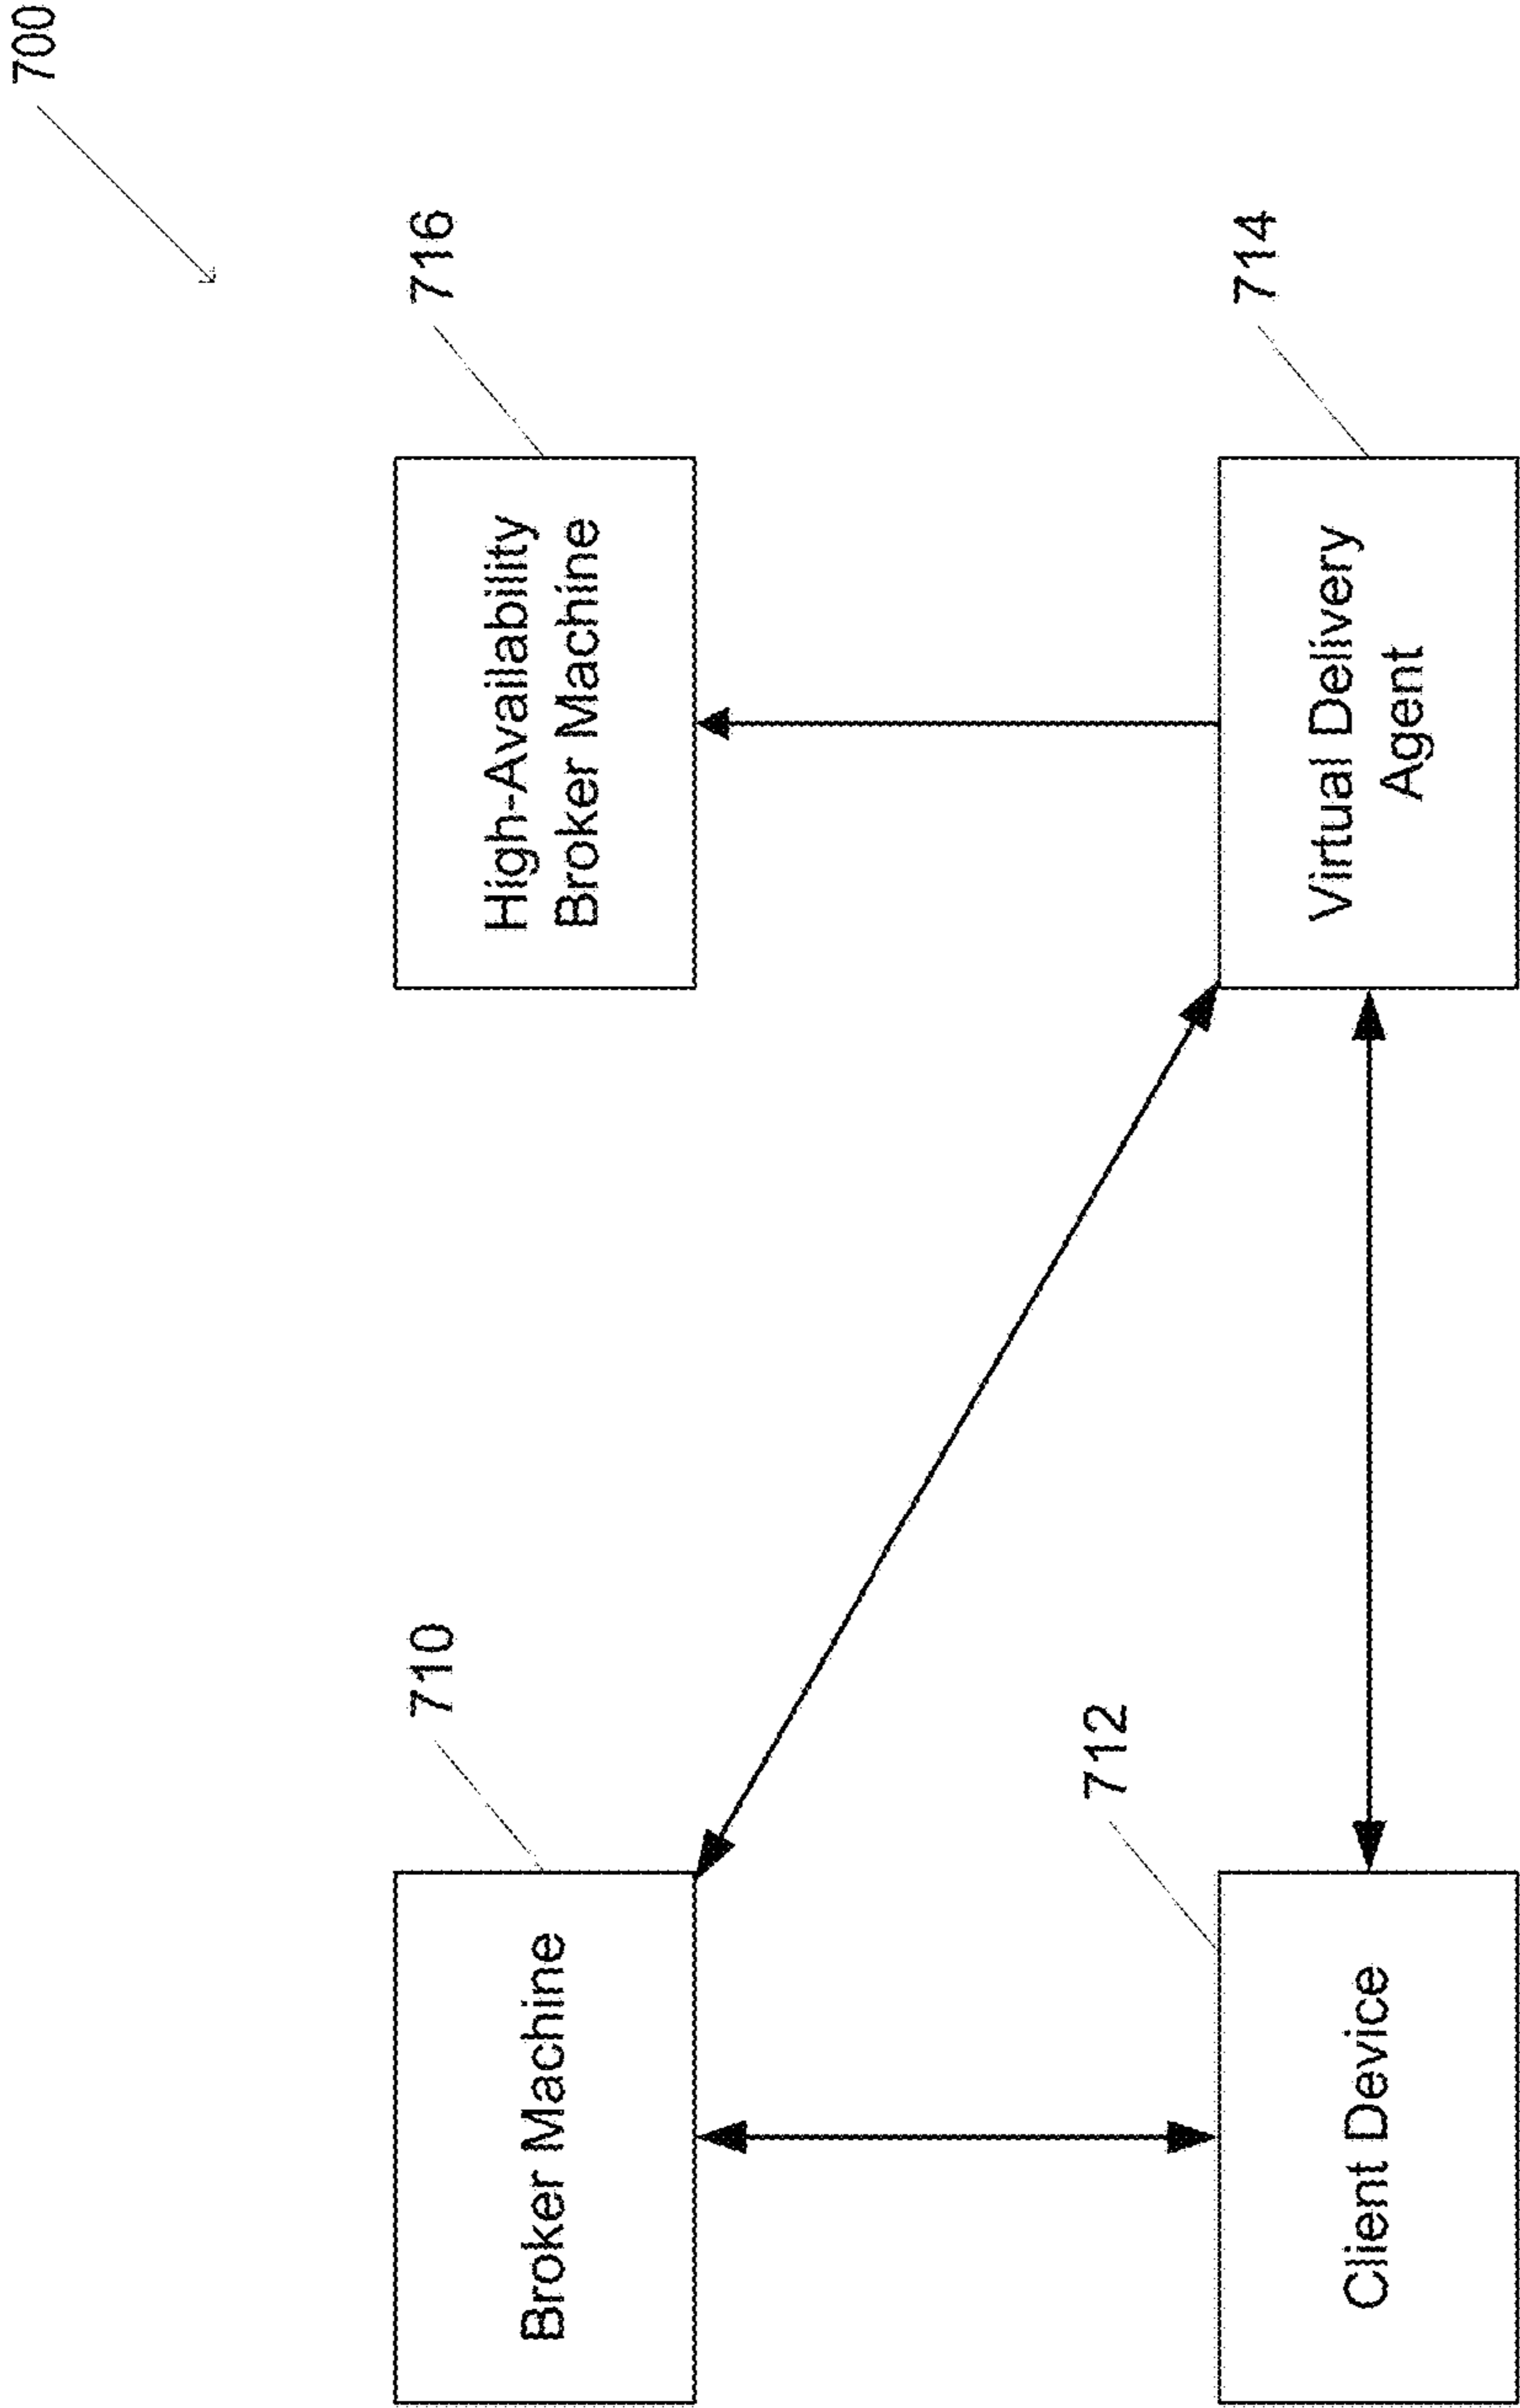 700
710
Broker Machine
716
High-Availability
Broker Machine
712
Client Device
714
Virtual Delivery
Agent